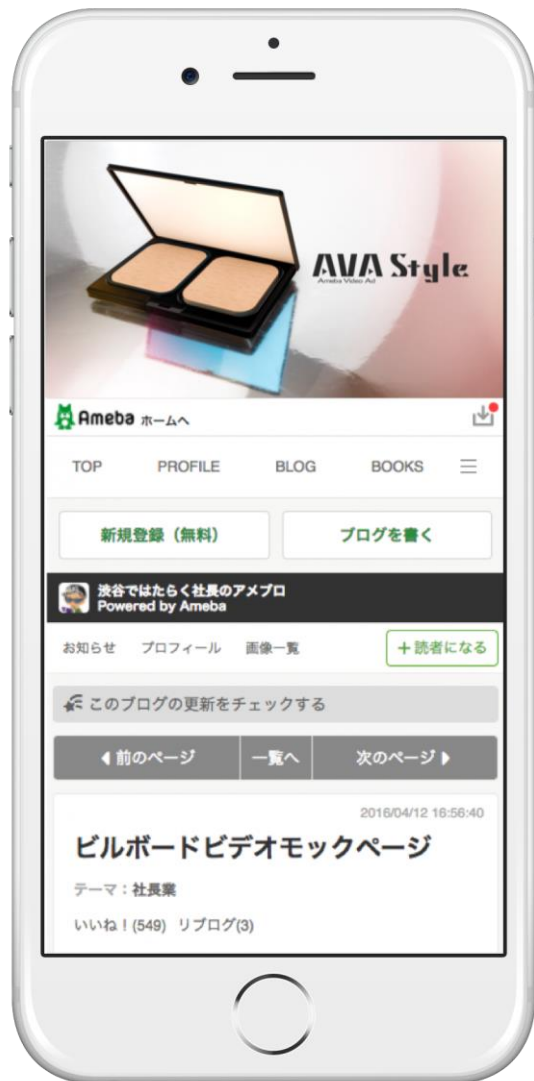 AVA Style
Ameba Video Ad
Ameba ホームへ
TOP PROFILE BLOG BOOKS
新規登録（無料） ブログを書く
渋谷ではたらく社長のアメブロ
Powered by Ameba
お知らせ プロフィール 画像一覧 +読者になる
このブログの更新をチェックする
前のページ 一覧へ 次のページ
2016/04/12 16:56:40
ビルボードビデオモックページ
テーマ：社長業
いいね！(549) リブログ(3)